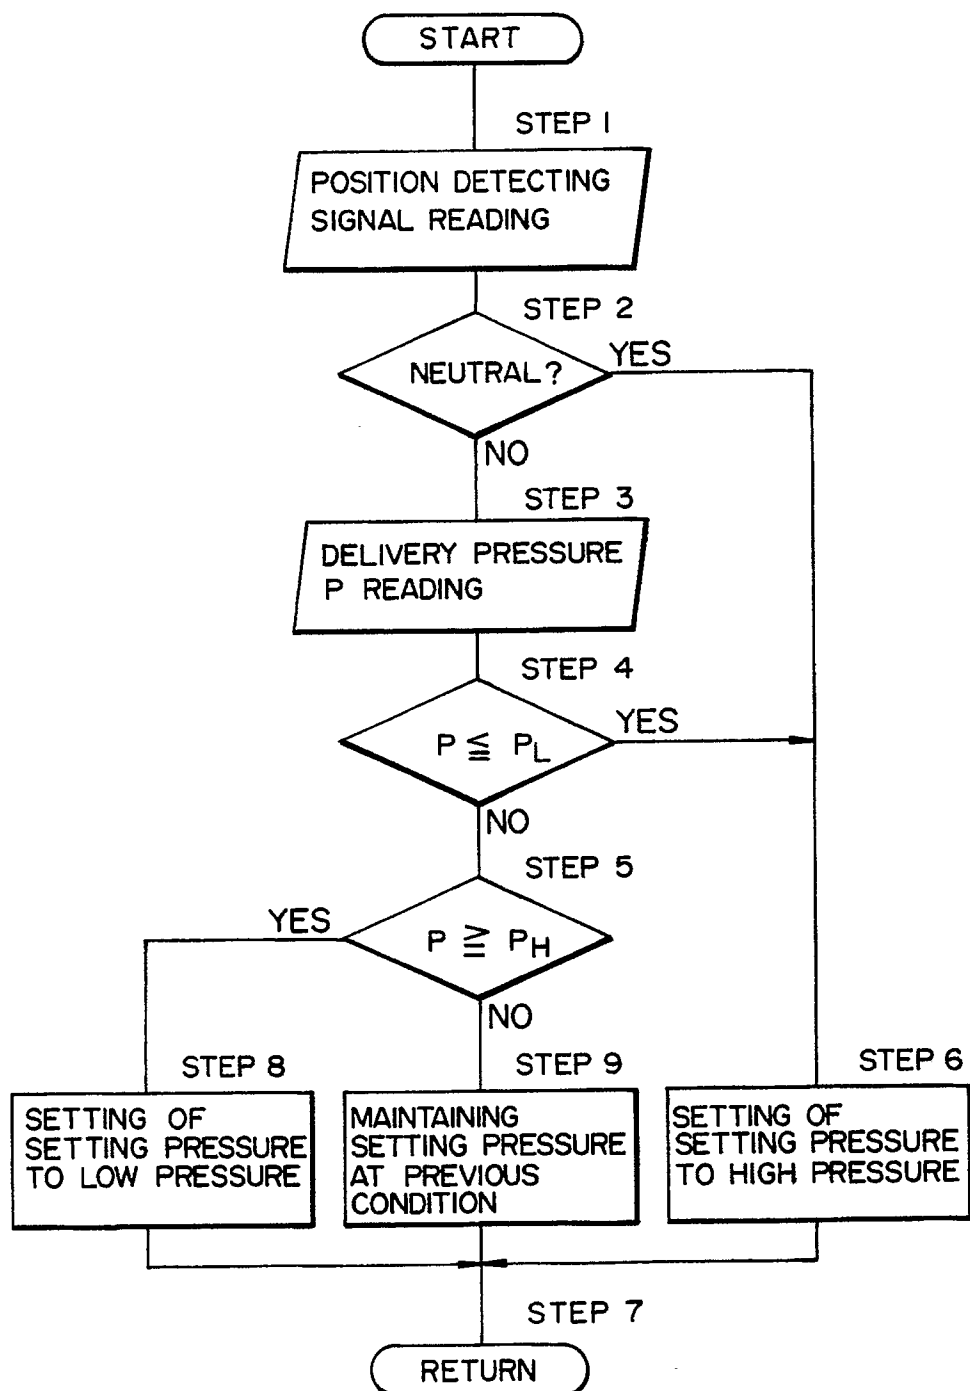 START
STEP 1
POSITION DETECTING
SIGNAL READING
STEP 2
NEUTRAL?
YES
NO
STEP 3
DELIVERY PRESSURE
P READING
STEP 4
P ≦ PL
YES
NO
STEP 5
YES
P ≧ PH
NO
STEP 8
SETTING OF
SETTING PRESSURE
TO LOW PRESSURE
STEP 9
MAINTAINING
SETTING PRESSURE
AT PREVIOUS
CONDITION
STEP 6
SETTING OF
SETTING PRESSURE
TO HIGH PRESSURE
STEP 7
RETURN